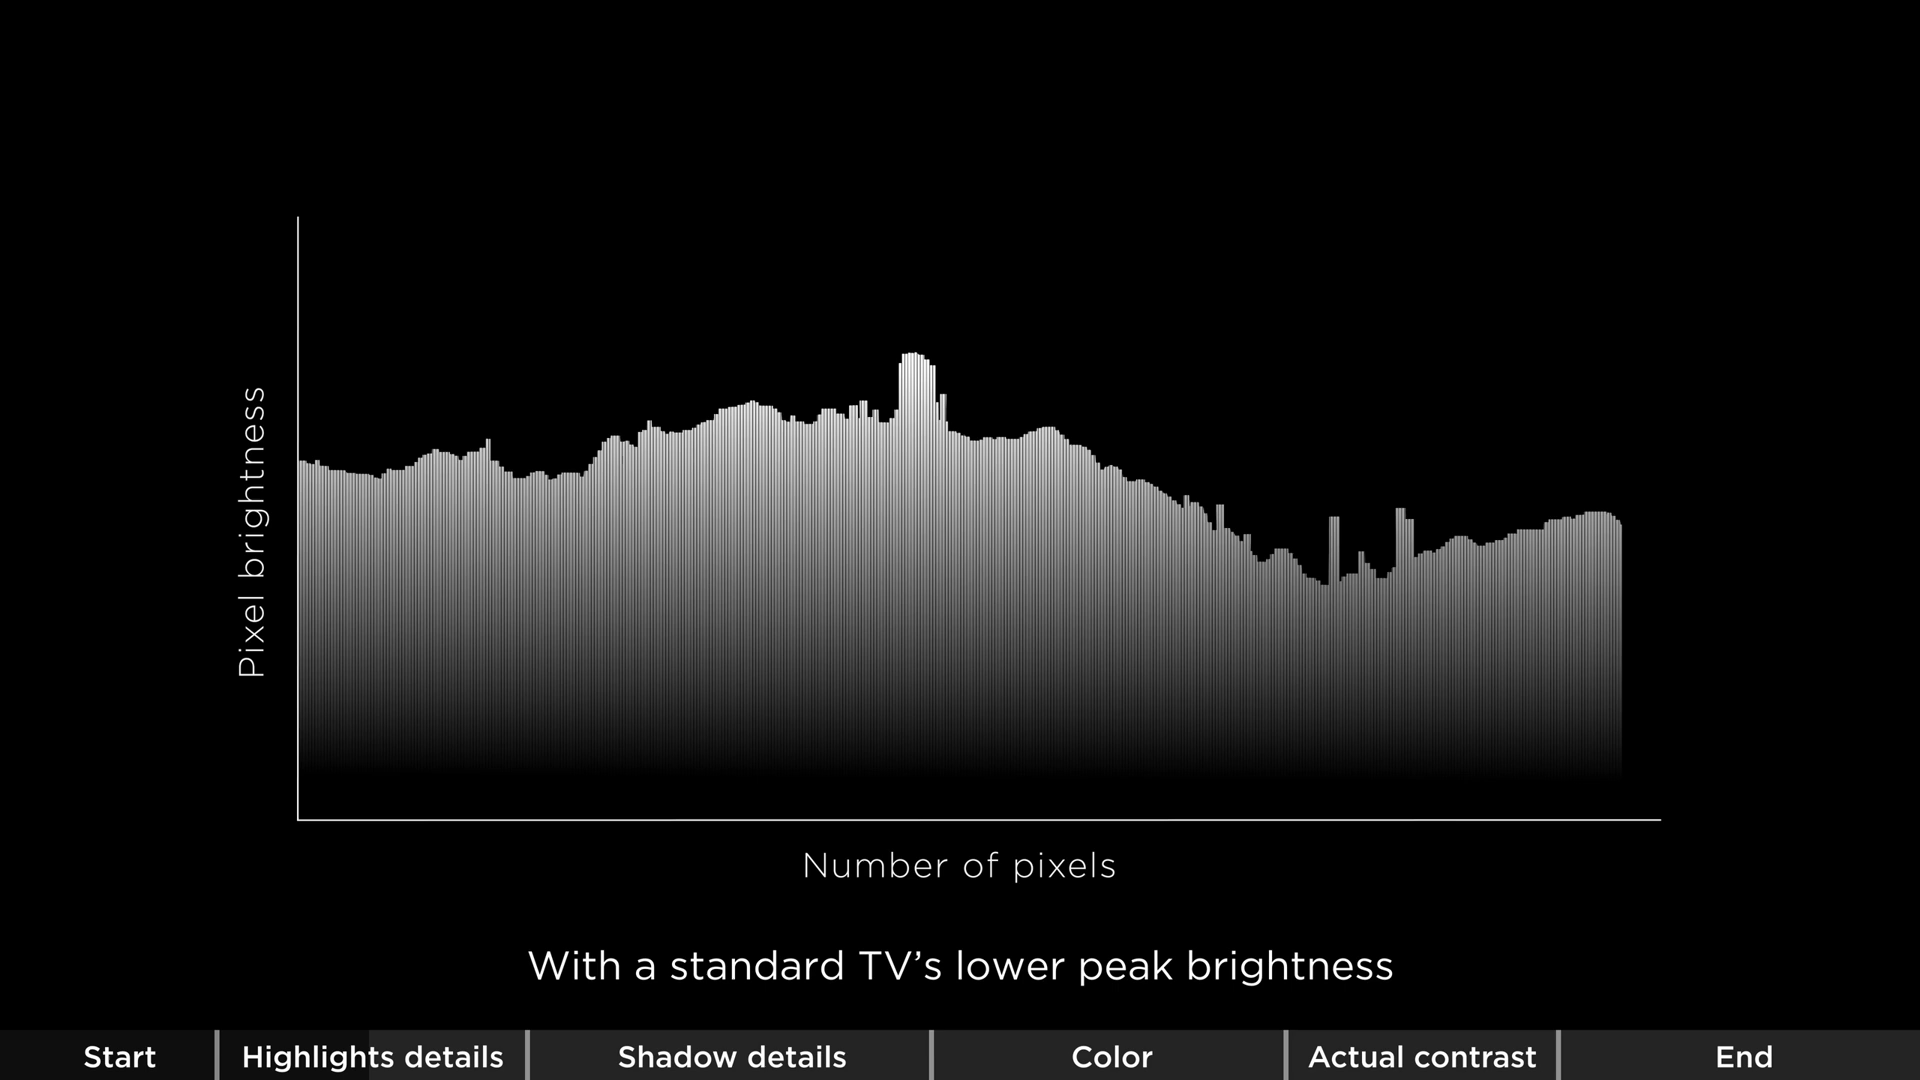 Pixel brightness
Number of pixels
With a standard TV’s lower peak brightness
Start
Highlights details
Shadow details
Color
Actual contrast
End